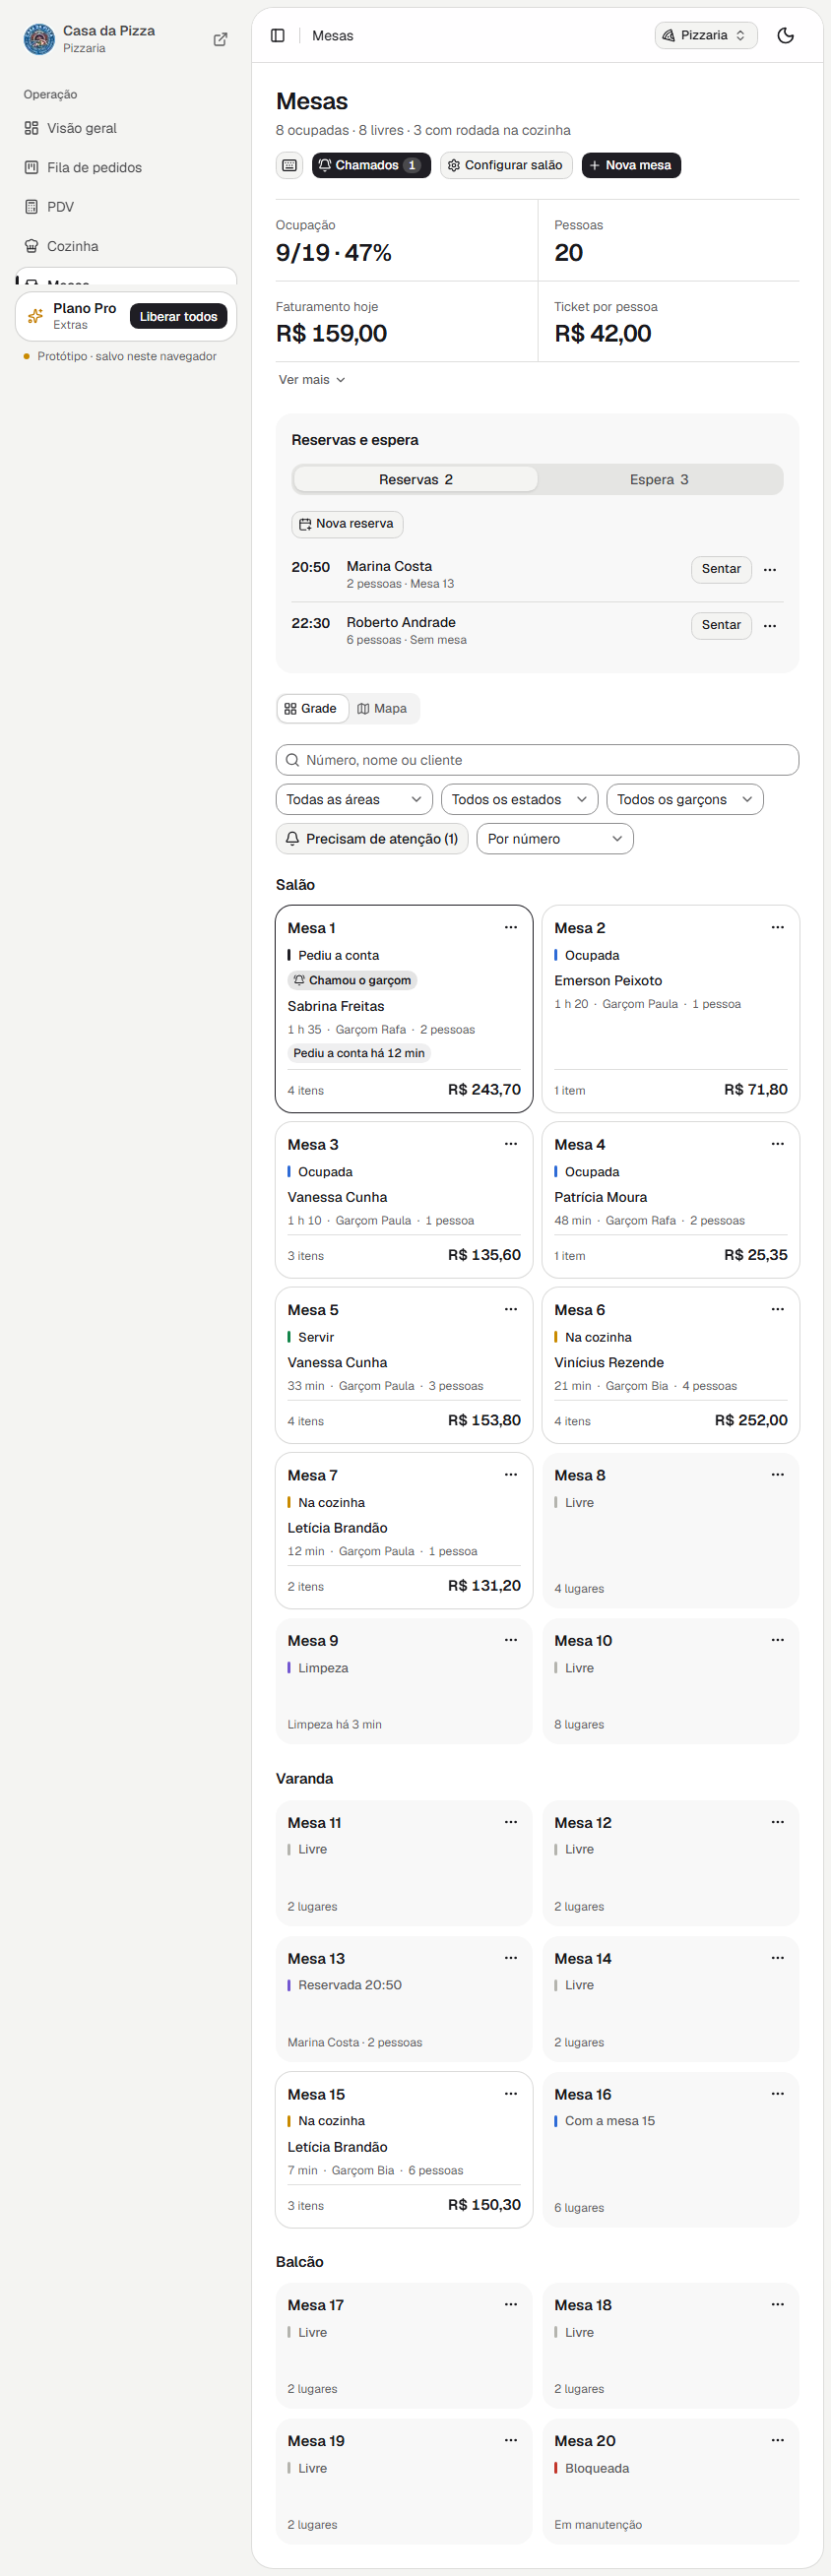 Casa da Pizza
Pizzaria
Operação
Visão geral
Fila de pedidos
PDV
Cozinha
Mesas
Plano Pro
Extras
Liberar todos
Protótipo · salvo neste navegador
Mesas
Pizzaria
Mesas
8 ocupadas · 8 livres · 3 com rodada na cozinha
Chamados 1
Configurar salão
Nova mesa
Ocupação
9/19 · 47%
Pessoas
20
Faturamento hoje
R$ 159,00
Ticket por pessoa
R$ 42,00
Ver mais
Reservas e espera
Reservas 2
Espera 3
Nova reserva
20:50
Marina Costa
2 pessoas · Mesa 13
Sentar
22:30
Roberto Andrade
6 pessoas · Sem mesa
Sentar
Grade
Mapa
Número, nome ou cliente
Todas as áreas
Todos os estados
Todos os garçons
Precisam de atenção (1)
Por número
Salão
Mesa 1
Pediu a conta
Chamou o garçom
Sabrina Freitas
1 h 35 · Garçom Rafa · 2 pessoas
Pediu a conta há 12 min
4 itens
R$ 243,70
Mesa 2
Ocupada
Emerson Peixoto
1 h 20 · Garçom Paula · 1 pessoa
1 item
R$ 71,80
Mesa 3
Ocupada
Vanessa Cunha
1 h 10 · Garçom Paula · 1 pessoa
3 itens
R$ 135,60
Mesa 4
Ocupada
Patrícia Moura
48 min · Garçom Rafa · 2 pessoas
1 item
R$ 25,35
Mesa 5
Servir
Vanessa Cunha
33 min · Garçom Paula · 3 pessoas
4 itens
R$ 153,80
Mesa 6
Na cozinha
Vinícius Rezende
21 min · Garçom Bia · 4 pessoas
4 itens
R$ 252,00
Mesa 7
Na cozinha
Letícia Brandão
12 min · Garçom Paula · 1 pessoa
2 itens
R$ 131,20
Mesa 8
Livre
4 lugares
Mesa 9
Limpeza
Limpeza há 3 min
Mesa 10
Livre
8 lugares
Varanda
Mesa 11
Livre
2 lugares
Mesa 12
Livre
2 lugares
Mesa 13
Reservada 20:50
Marina Costa · 2 pessoas
Mesa 14
Livre
2 lugares
Mesa 15
Na cozinha
Letícia Brandão
7 min · Garçom Bia · 6 pessoas
3 itens
R$ 150,30
Mesa 16
Com a mesa 15
6 lugares
Balcão
Mesa 17
Livre
2 lugares
Mesa 18
Livre
2 lugares
Mesa 19
Livre
2 lugares
Mesa 20
Bloqueada
Em manutenção